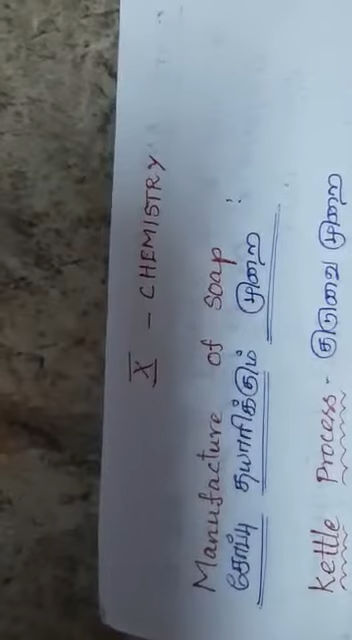 X - CHEMISTRY
Manufacture of Soap
சோப்பு தயாரிக்கும் முறை :
Kettle Process - குடுவை முறை